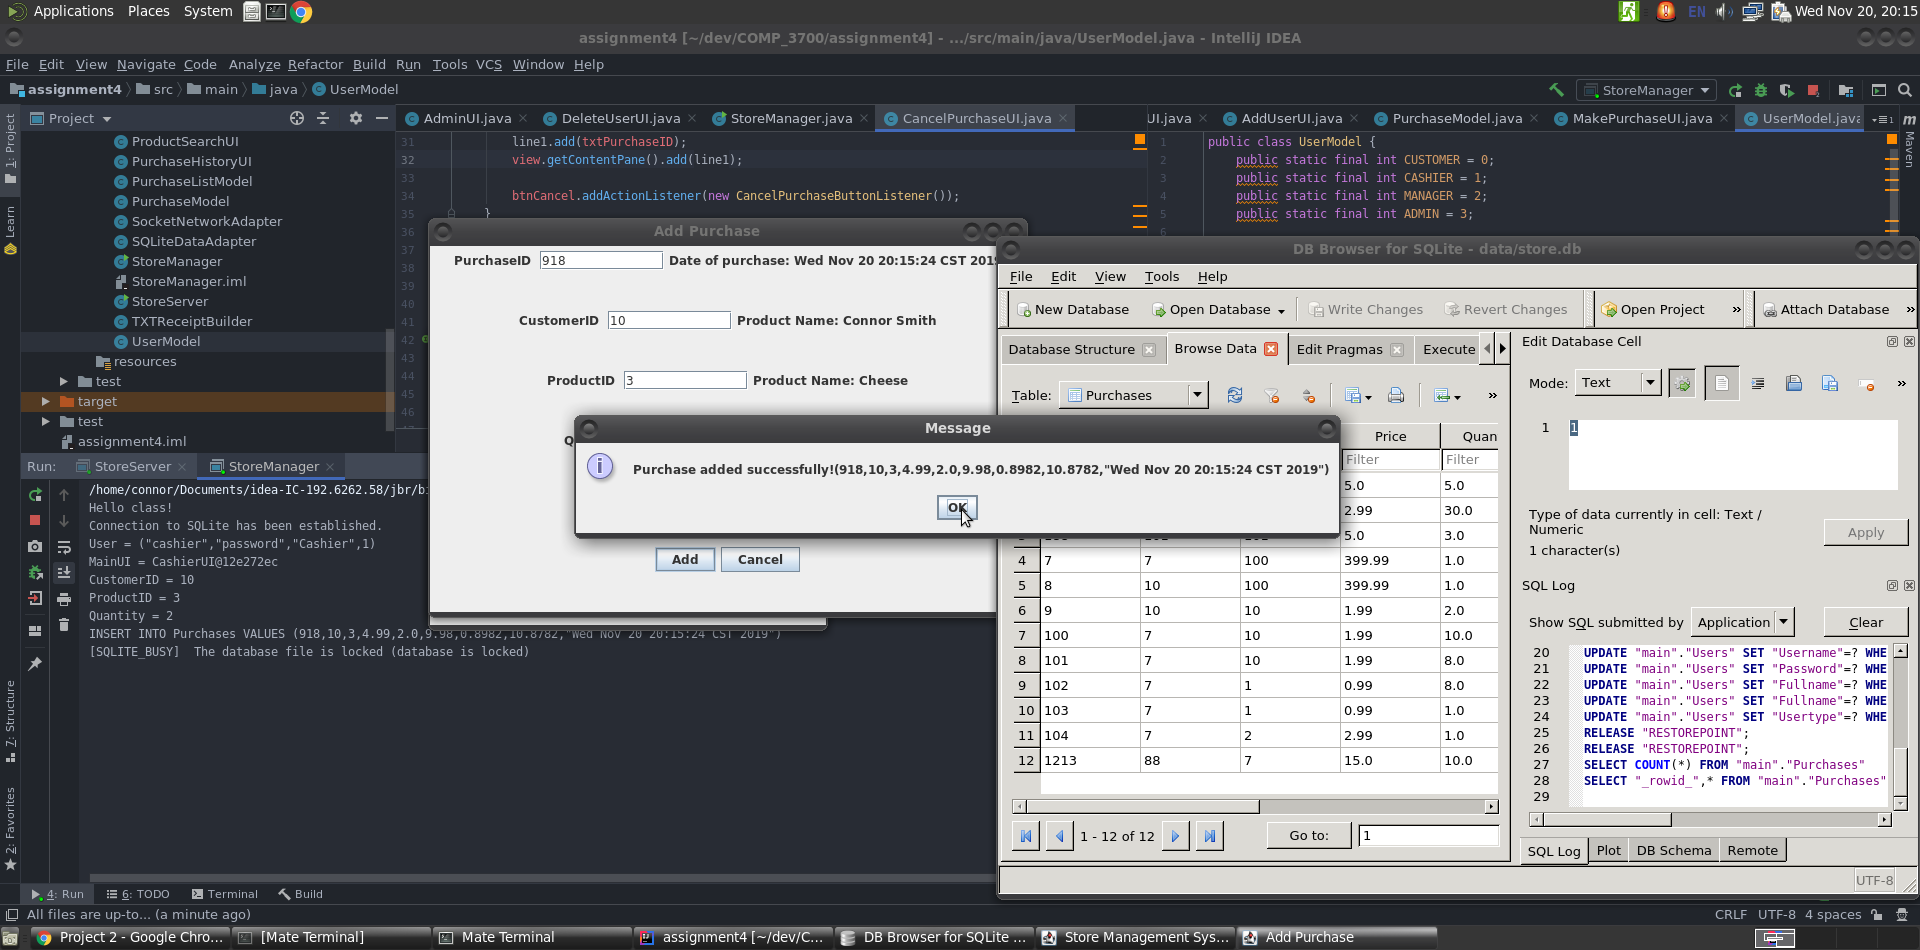 Applications Places System
EN Wed Nov 20, 20:15
assignment4 [~/dev/COMP_3700/assignment4] - .../src/main/java/UserModel.java - IntelliJ IDEA
File Edit View Navigate Code Analyze Refactor Build Run Tools VCS Window Help
assignment4 src main java UserModel
StoreManager
Project
AdminUI.java DeleteUserUI.java StoreManager.java CancelPurchaseUI.java
UI.java AddUserUI.java PurchaseModel.java MakePurchaseUI.java UserModel.java
1: Project
Learn
7: Structure
2: Favorites
Maven
ProductSearchUI
PurchaseHistoryUI
PurchaseListModel
PurchaseModel
SocketNetworkAdapter
SQLiteDataAdapter
StoreManager
StoreManager.iml
StoreServer
TXTReceiptBuilder
UserModel
resources
test
target
test
assignment4.iml
31 line1.add(txtPurchaseID);
32 view.getContentPane().add(line1);
33
34 btnCancel.addActionListener(new CancelPurchaseButtonListener());
35 }
36
37
38
39
40
41
42
43
44
45
46
1 public class UserModel {
2 public static final int CUSTOMER = 0;
3 public static final int CASHIER = 1;
4 public static final int MANAGER = 2;
5 public static final int ADMIN = 3;
6
Add Purchase
PurchaseID 918 Date of purchase: Wed Nov 20 20:15:24 CST 201
CustomerID 10 Product Name: Connor Smith
ProductID 3 Product Name: Cheese
Add Cancel
Message
Purchase added successfully!(918,10,3,4.99,2.0,9.98,0.8982,10.8782,"Wed Nov 20 20:15:24 CST 2019")
OK
Run: StoreServer StoreManager
/home/connor/Documents/idea-IC-192.6262.58/jbr/b
Hello class!
Connection to SQLite has been established.
User = ("cashier","password","Cashier",1)
MainUI = CashierUI@12e272ec
CustomerID = 10
ProductID = 3
Quantity = 2
INSERT INTO Purchases VALUES (918,10,3,4.99,2.0,9.98,0.8982,10.8782,"Wed Nov 20 20:15:24 CST 2019")
[SQLITE_BUSY] The database file is locked (database is locked)
DB Browser for SQLite - data/store.db
File Edit View Tools Help
New Database Open Database Write Changes Revert Changes Open Project » Attach Database »
Database Structure Browse Data Edit Pragmas Execute
Table: Purchases »
Price Quan
Filter Filter
5.0 5.0
2.99 30.0
5.0 3.0
4 7 7 100 399.99 1.0
5 8 10 100 399.99 1.0
6 9 10 10 1.99 2.0
7 100 7 10 1.99 10.0
8 101 7 10 1.99 8.0
9 102 7 1 0.99 8.0
10 103 7 1 0.99 1.0
11 104 7 2 2.99 1.0
12 1213 88 7 15.0 10.0
1 - 12 of 12 Go to: 1
Edit Database Cell
Mode: Text »
1 1
Type of data currently in cell: Text /
Numeric
1 character(s)
Apply
SQL Log
Show SQL submitted by Application Clear
20 UPDATE "main"."Users" SET "Username"=? WHE
21 UPDATE "main"."Users" SET "Password"=? WHE
22 UPDATE "main"."Users" SET "Fullname"=? WHE
23 UPDATE "main"."Users" SET "Fullname"=? WHE
24 UPDATE "main"."Users" SET "Usertype"=? WHE
25 RELEASE "RESTOREPOINT";
26 RELEASE "RESTOREPOINT";
27 SELECT COUNT(*) FROM "main"."Purchases"
28 SELECT "_rowid_",* FROM "main"."Purchases"
29
SQL Log Plot DB Schema Remote
UTF-8
4: Run 6: TODO Terminal Build
All files are up-to... (a minute ago)
CRLF UTF-8 4 spaces
Project 2 - Google Chro... [Mate Terminal] Mate Terminal assignment4 [~/dev/C... DB Browser for SQLite ... Store Management Sys... Add Purchase